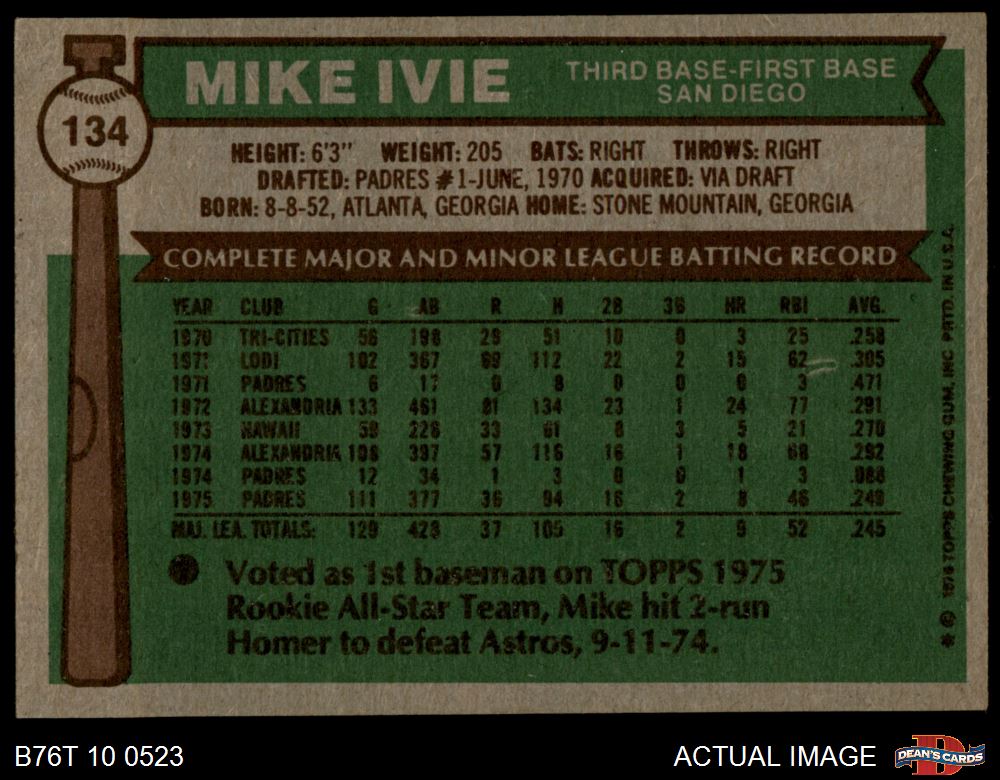 134
MIKE IVIE
THIRD BASE-FIRST BASE
SAN DIEGO
HEIGHT: 6'3" WEIGHT: 205 BATS: RIGHT THROWS: RIGHT
DRAFTED: PADRES #1-JUNE, 1970 ACQUIRED: VIA DRAFT
BORN: 8-8-52, ATLANTA, GEORGIA HOME: STONE MOUNTAIN, GEORGIA
COMPLETE MAJOR AND MINOR LEAGUE BATTING RECORD
YEAR CLUB G AB R H 2B 3B HR RBI AVG.
1970 TRI-CITIES 56 198 29 51 10 0 3 25 .258
1971 LODI 102 367 69 112 22 2 15 62 .305
1971 PADRES 6 17 0 8 0 0 0 3 .471
1972 ALEXANDRIA 133 461 81 134 23 1 24 77 .291
1973 HAWAII 59 226 33 61 8 3 5 21 .270
1974 ALEXANDRIA 108 397 57 116 16 1 18 68 .292
1974 PADRES 12 34 1 3 0 0 1 3 .088
1975 PADRES 111 377 36 94 16 2 8 46 .249
MAJ. LEA. TOTALS: 129 428 37 105 16 2 9 52 .245
Voted as 1st baseman on TOPPS 1975
Rookie All-Star Team, Mike hit 2-run
Homer to defeat Astros, 9-11-74.
* © 1976 TOPPS CHEWING GUM, INC PRTD. IN U.S.A.
B76T 10 0523
ACTUAL IMAGE
DEAN'S CARDS